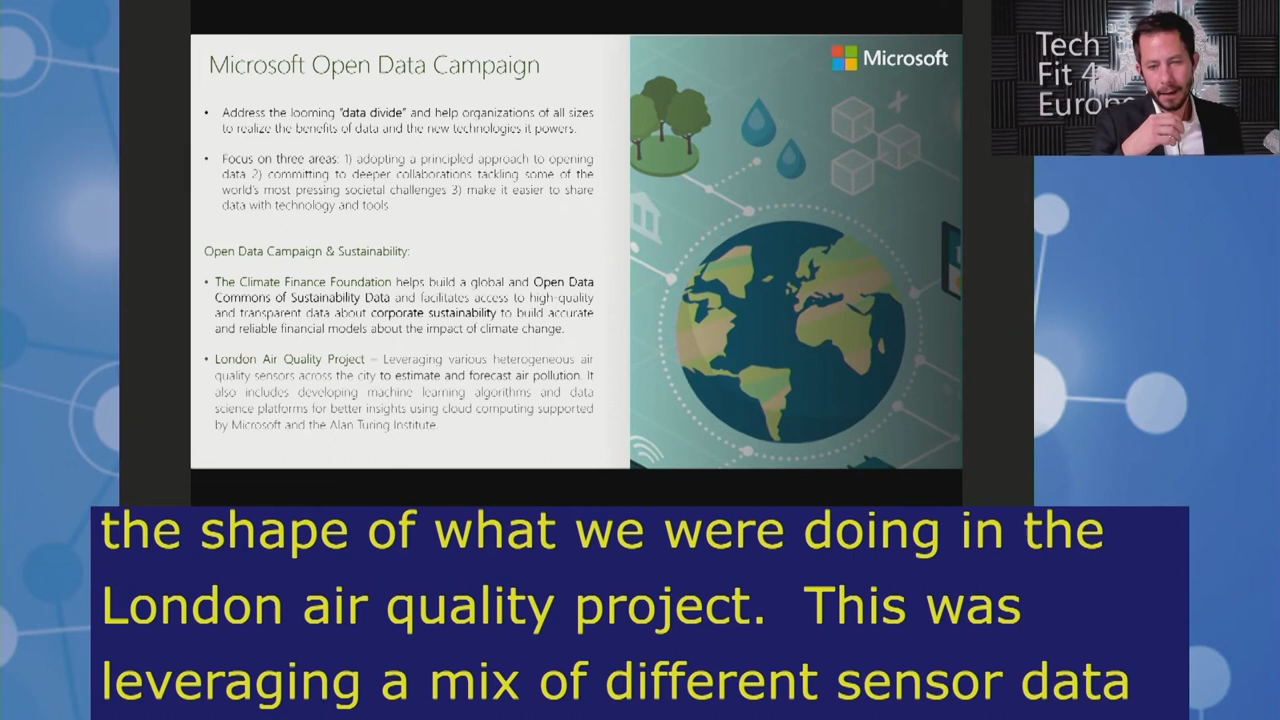 Microsoft Open Data Campaign
Microsoft
Tech
Fit 4
Europe
• Address the looming "data divide" and help organizations of all sizes
to realize the benefits of data and the new technologies it powers.
• Focus on three areas: 1) adopting a principled approach to opening
data 2) committing to deeper collaborations tackling some of the
world's most pressing societal challenges 3) make it easier to share
data with technology and tools
Open Data Campaign & Sustainability:
• The Climate Finance Foundation helps build a global and Open Data
Commons of Sustainability Data and facilitates access to high-quality
and transparent data about corporate sustainability to build accurate
and reliable financial models about the impact of climate change.
• London Air Quality Project – Leveraging various heterogeneous air
quality sensors across the city to estimate and forecast air pollution. It
also includes developing machine learning algorithms and data
science platforms for better insights using cloud computing supported
by Microsoft and the Alan Turing Institute.
the shape of what we were doing in the
London air quality project. This was
leveraging a mix of different sensor data